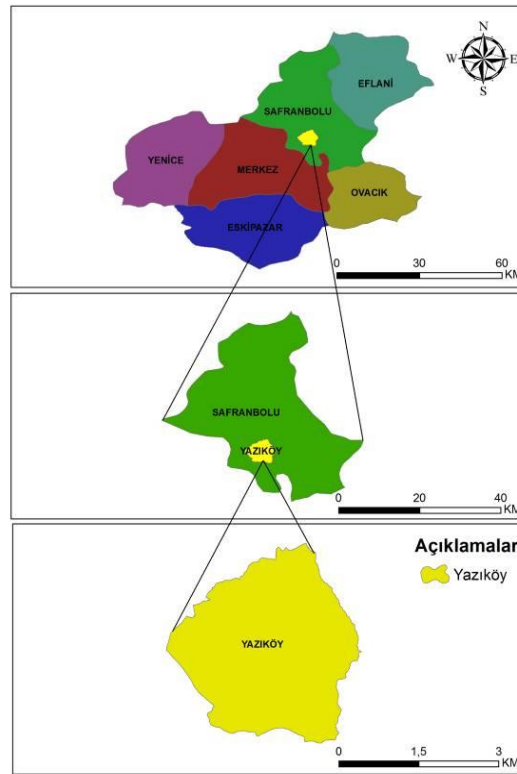 N
W E
S
EFLANİ
SAFRANBOLU
YENİCE
MERKEZ
OVACIK
ESKİPAZAR
0 30 60
KM
SAFRANBOLU
YAZIKÖY
0 20 40
KM
Açıklamalar
Yazıköy
YAZIKÖY
0 1,5 3
KM